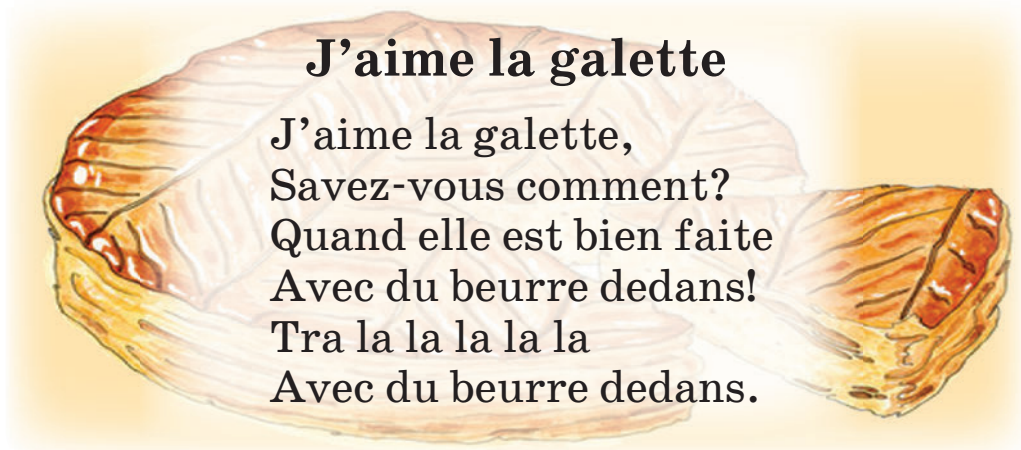 J’aime la galette
J’aime la galette,
Savez-vous comment?
Quand elle est bien faite
Avec du beurre dedans!
Tra la la la la la
Avec du beurre dedans.